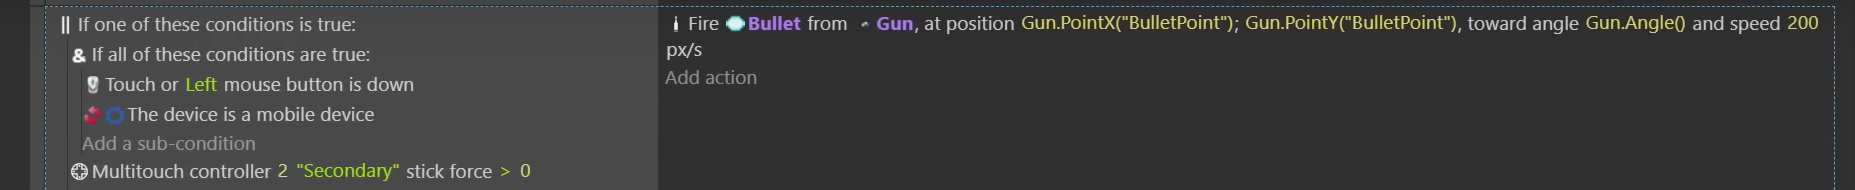 If one of these conditions is true:
& If all of these conditions are true:
Touch or Left mouse button is down
The device is a mobile device
Add a sub-condition
Multitouch controller 2 "Secondary" stick force > 0
Fire Bullet from Gun, at position Gun.PointX("BulletPoint"); Gun.PointY("BulletPoint"), toward angle Gun.Angle() and speed 200
px/s
Add action